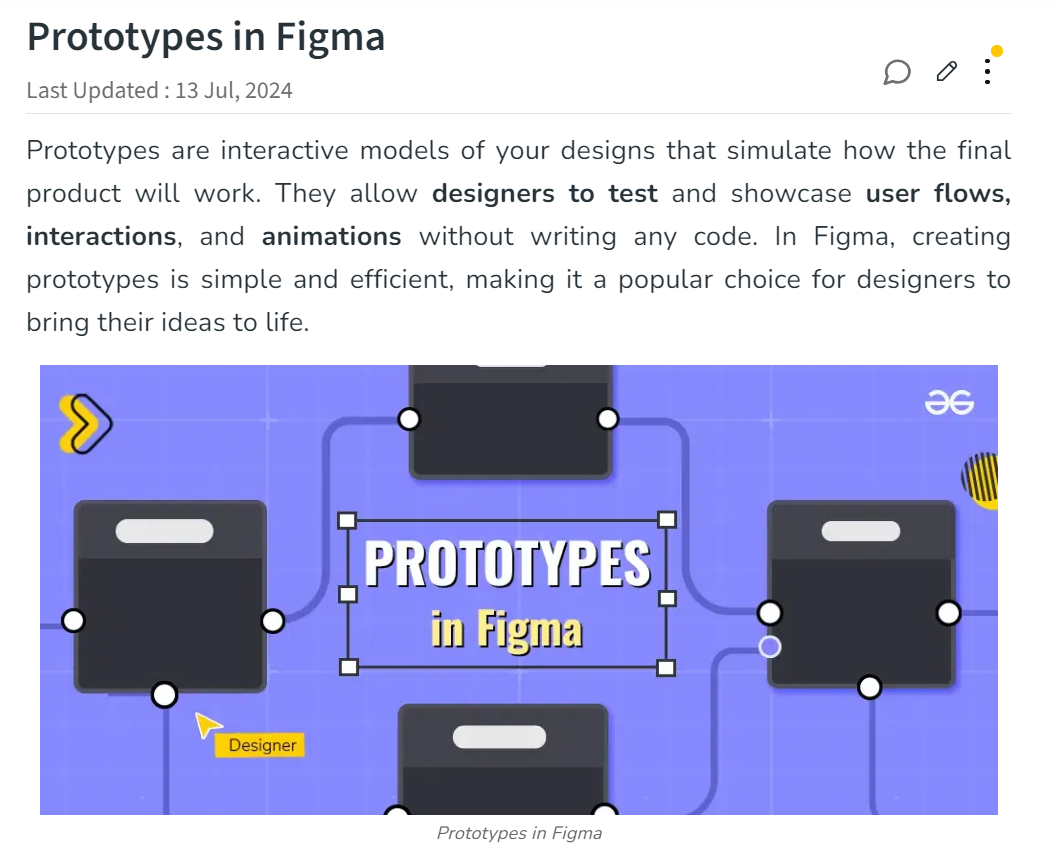 Prototypes in Figma
Last Updated : 13 Jul, 2024
Prototypes are interactive models of your designs that simulate how the final
product will work. They allow designers to test and showcase user flows,
interactions, and animations without writing any code. In Figma, creating
prototypes is simple and efficient, making it a popular choice for designers to
bring their ideas to life.
PROTOTYPES
in Figma
Designer
Prototypes in Figma